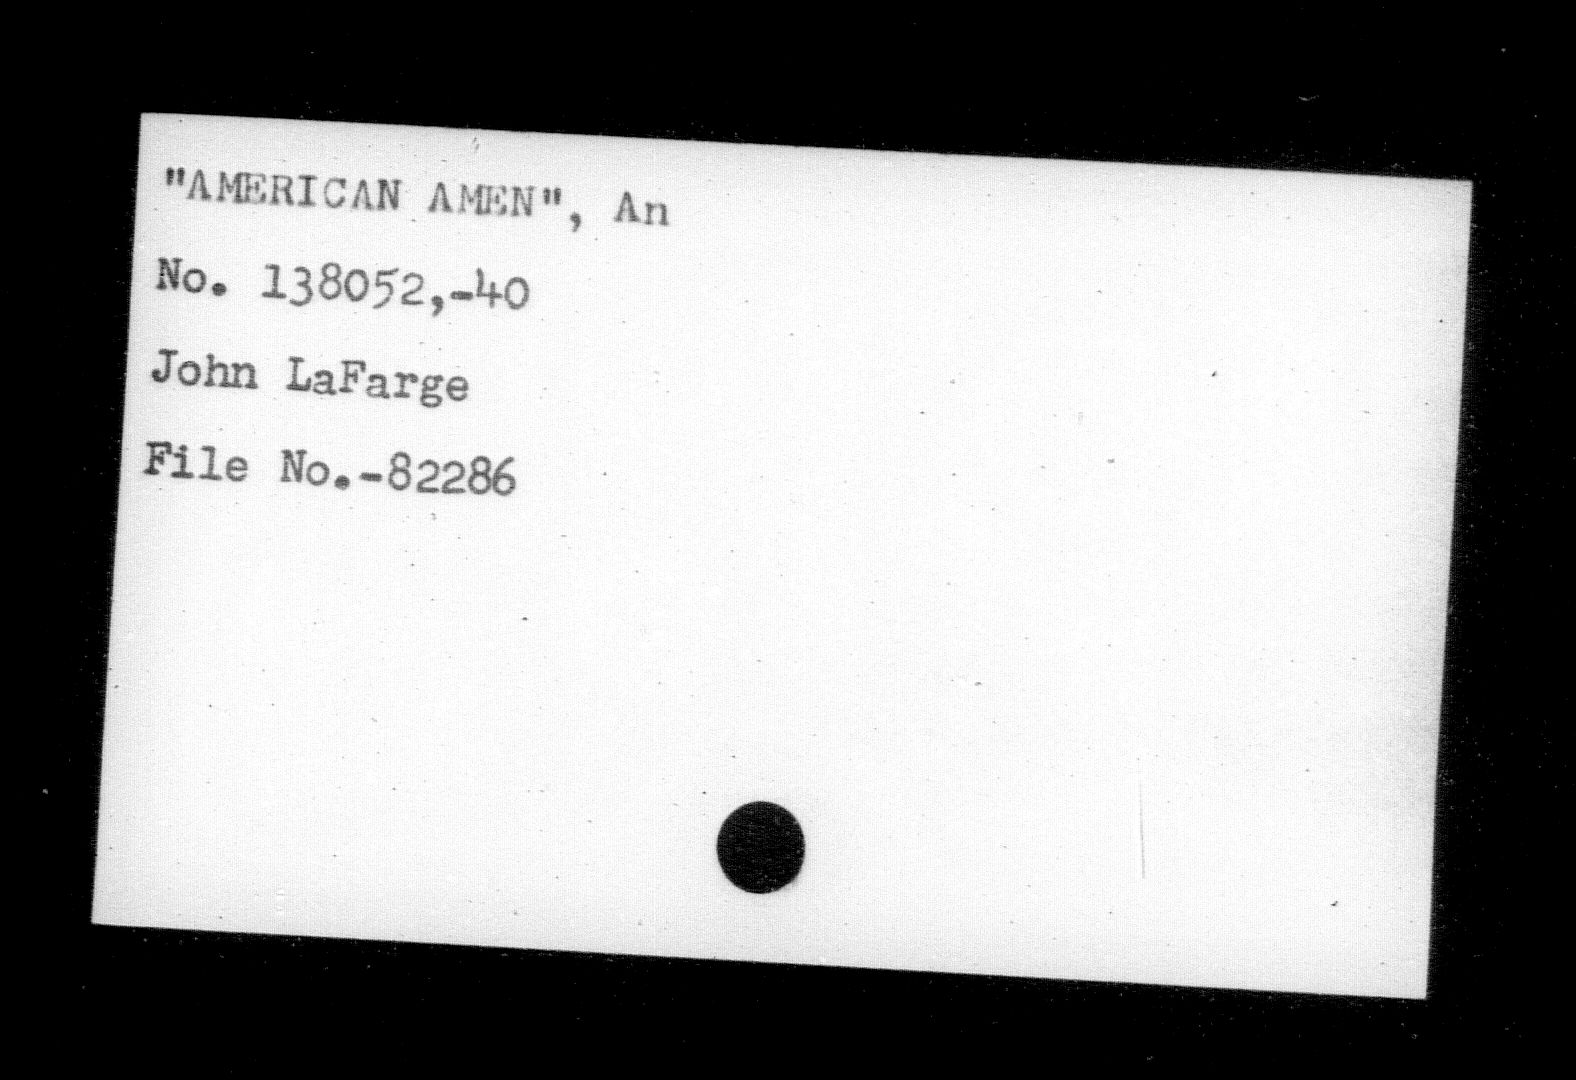 "AMERICAN AMEN", An
No. 138052,-40
John LaFarge
File No.-82286